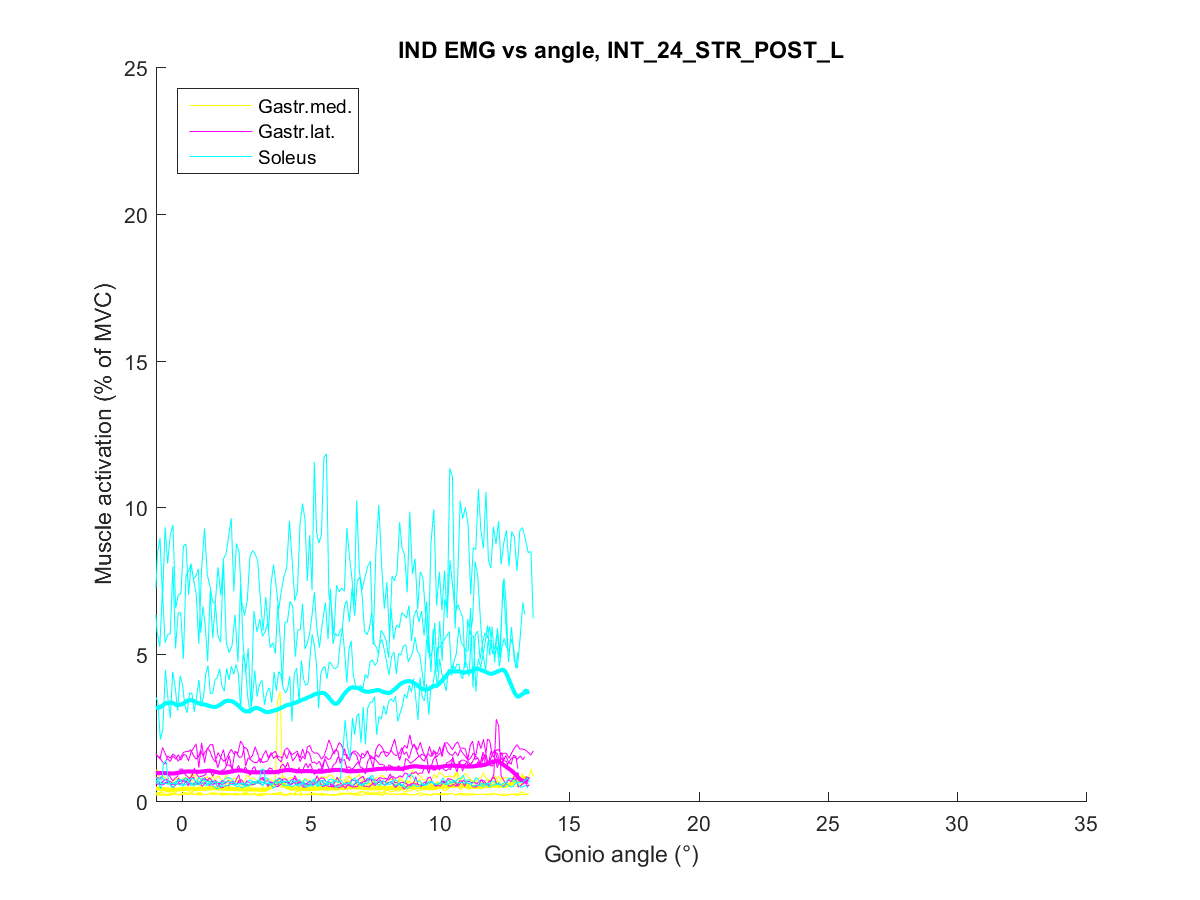 IND EMG vs angle, INT_24_STR_POST_L
25
20
15
10
5
0
Muscle activation (% of MVC)
Gastr.med.
Gastr.lat.
Soleus
0 5 10 15 20 25 30 35
Gonio angle (°)